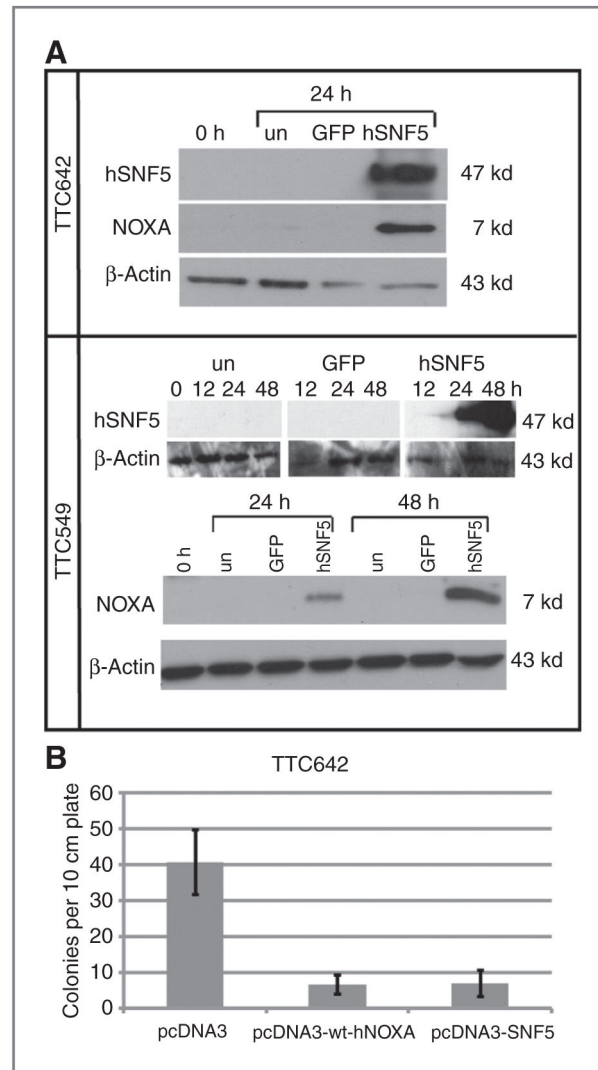 A
TTC642
24 h
0 h un GFP hSNF5
hSNF5 47 kd
NOXA 7 kd
β-Actin 43 kd
TTC549
un GFP hSNF5
0 12 24 48 12 24 48 12 24 48 h
hSNF5 47 kd
β-Actin 43 kd
24 h 48 h
0 h un GFP hSNF5 un GFP hSNF5
NOXA 7 kd
β-Actin 43 kd
B
TTC642
Colonies per 10 cm plate
60
50
40
30
20
10
0
pcDNA3 pcDNA3-wt-hNOXA pcDNA3-SNF5